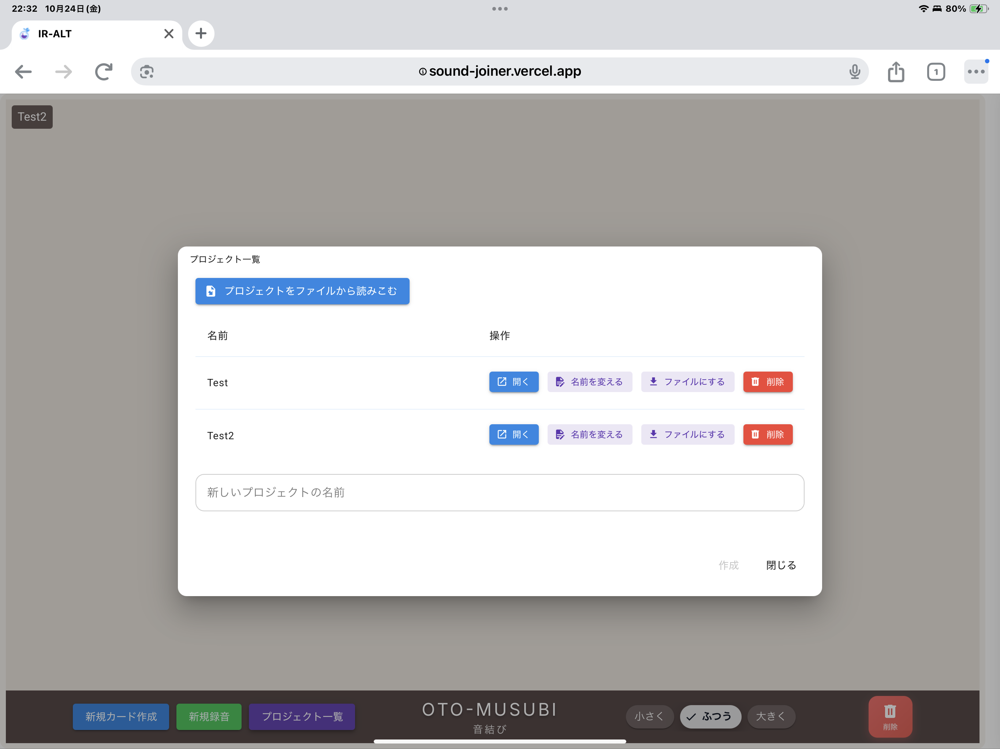 22:32 10月24日(金)
80%
IR-ALT
sound-joiner.vercel.app
1
Test2
プロジェクト一覧
プロジェクトをファイルから読みこむ
名前 操作
Test 開く 名前を変える ファイルにする 削除
Test2 開く 名前を変える ファイルにする 削除
新しいプロジェクトの名前
作成 閉じる
新規カード作成 新規録音 プロジェクト一覧
OTO-MUSUBI
音結び
小さく ふつう 大きく
削除